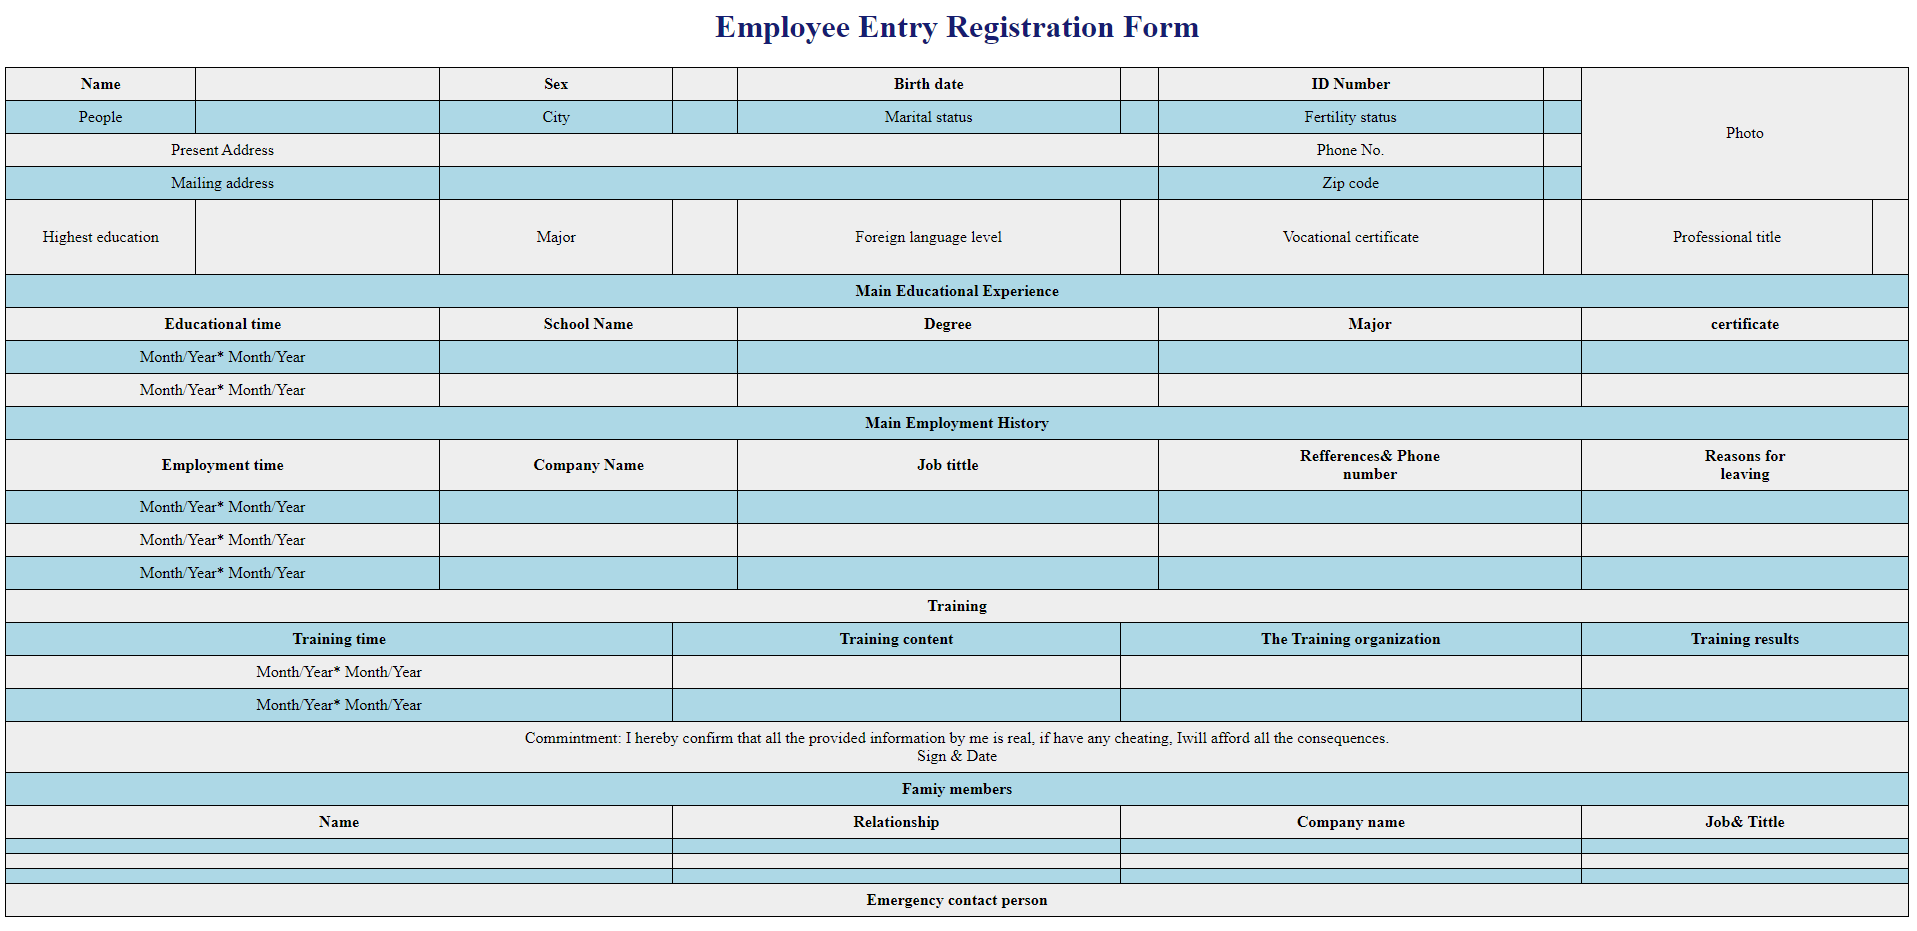 Employee Entry Registration Form
Name Sex Birth date ID Number
Photo
People City Marital status Fertility status
Present Address Phone No.
Mailing address Zip code
Highest education Major Foreign language level Vocational certificate Professional title
Main Educational Experience
Educational time School Name Degree Major certificate
Month/Year* Month/Year
Month/Year* Month/Year
Main Employment History
Employment time Company Name Job tittle Refferences& Phone number Reasons for leaving
Month/Year* Month/Year
Month/Year* Month/Year
Month/Year* Month/Year
Training
Training time Training content The Training organization Training results
Month/Year* Month/Year
Month/Year* Month/Year
Commintment: I hereby confirm that all the provided information by me is real, if have any cheating, Iwill afford all the consequences.
Sign & Date
Famiy members
Name Relationship Company name Job& Tittle
Emergency contact person